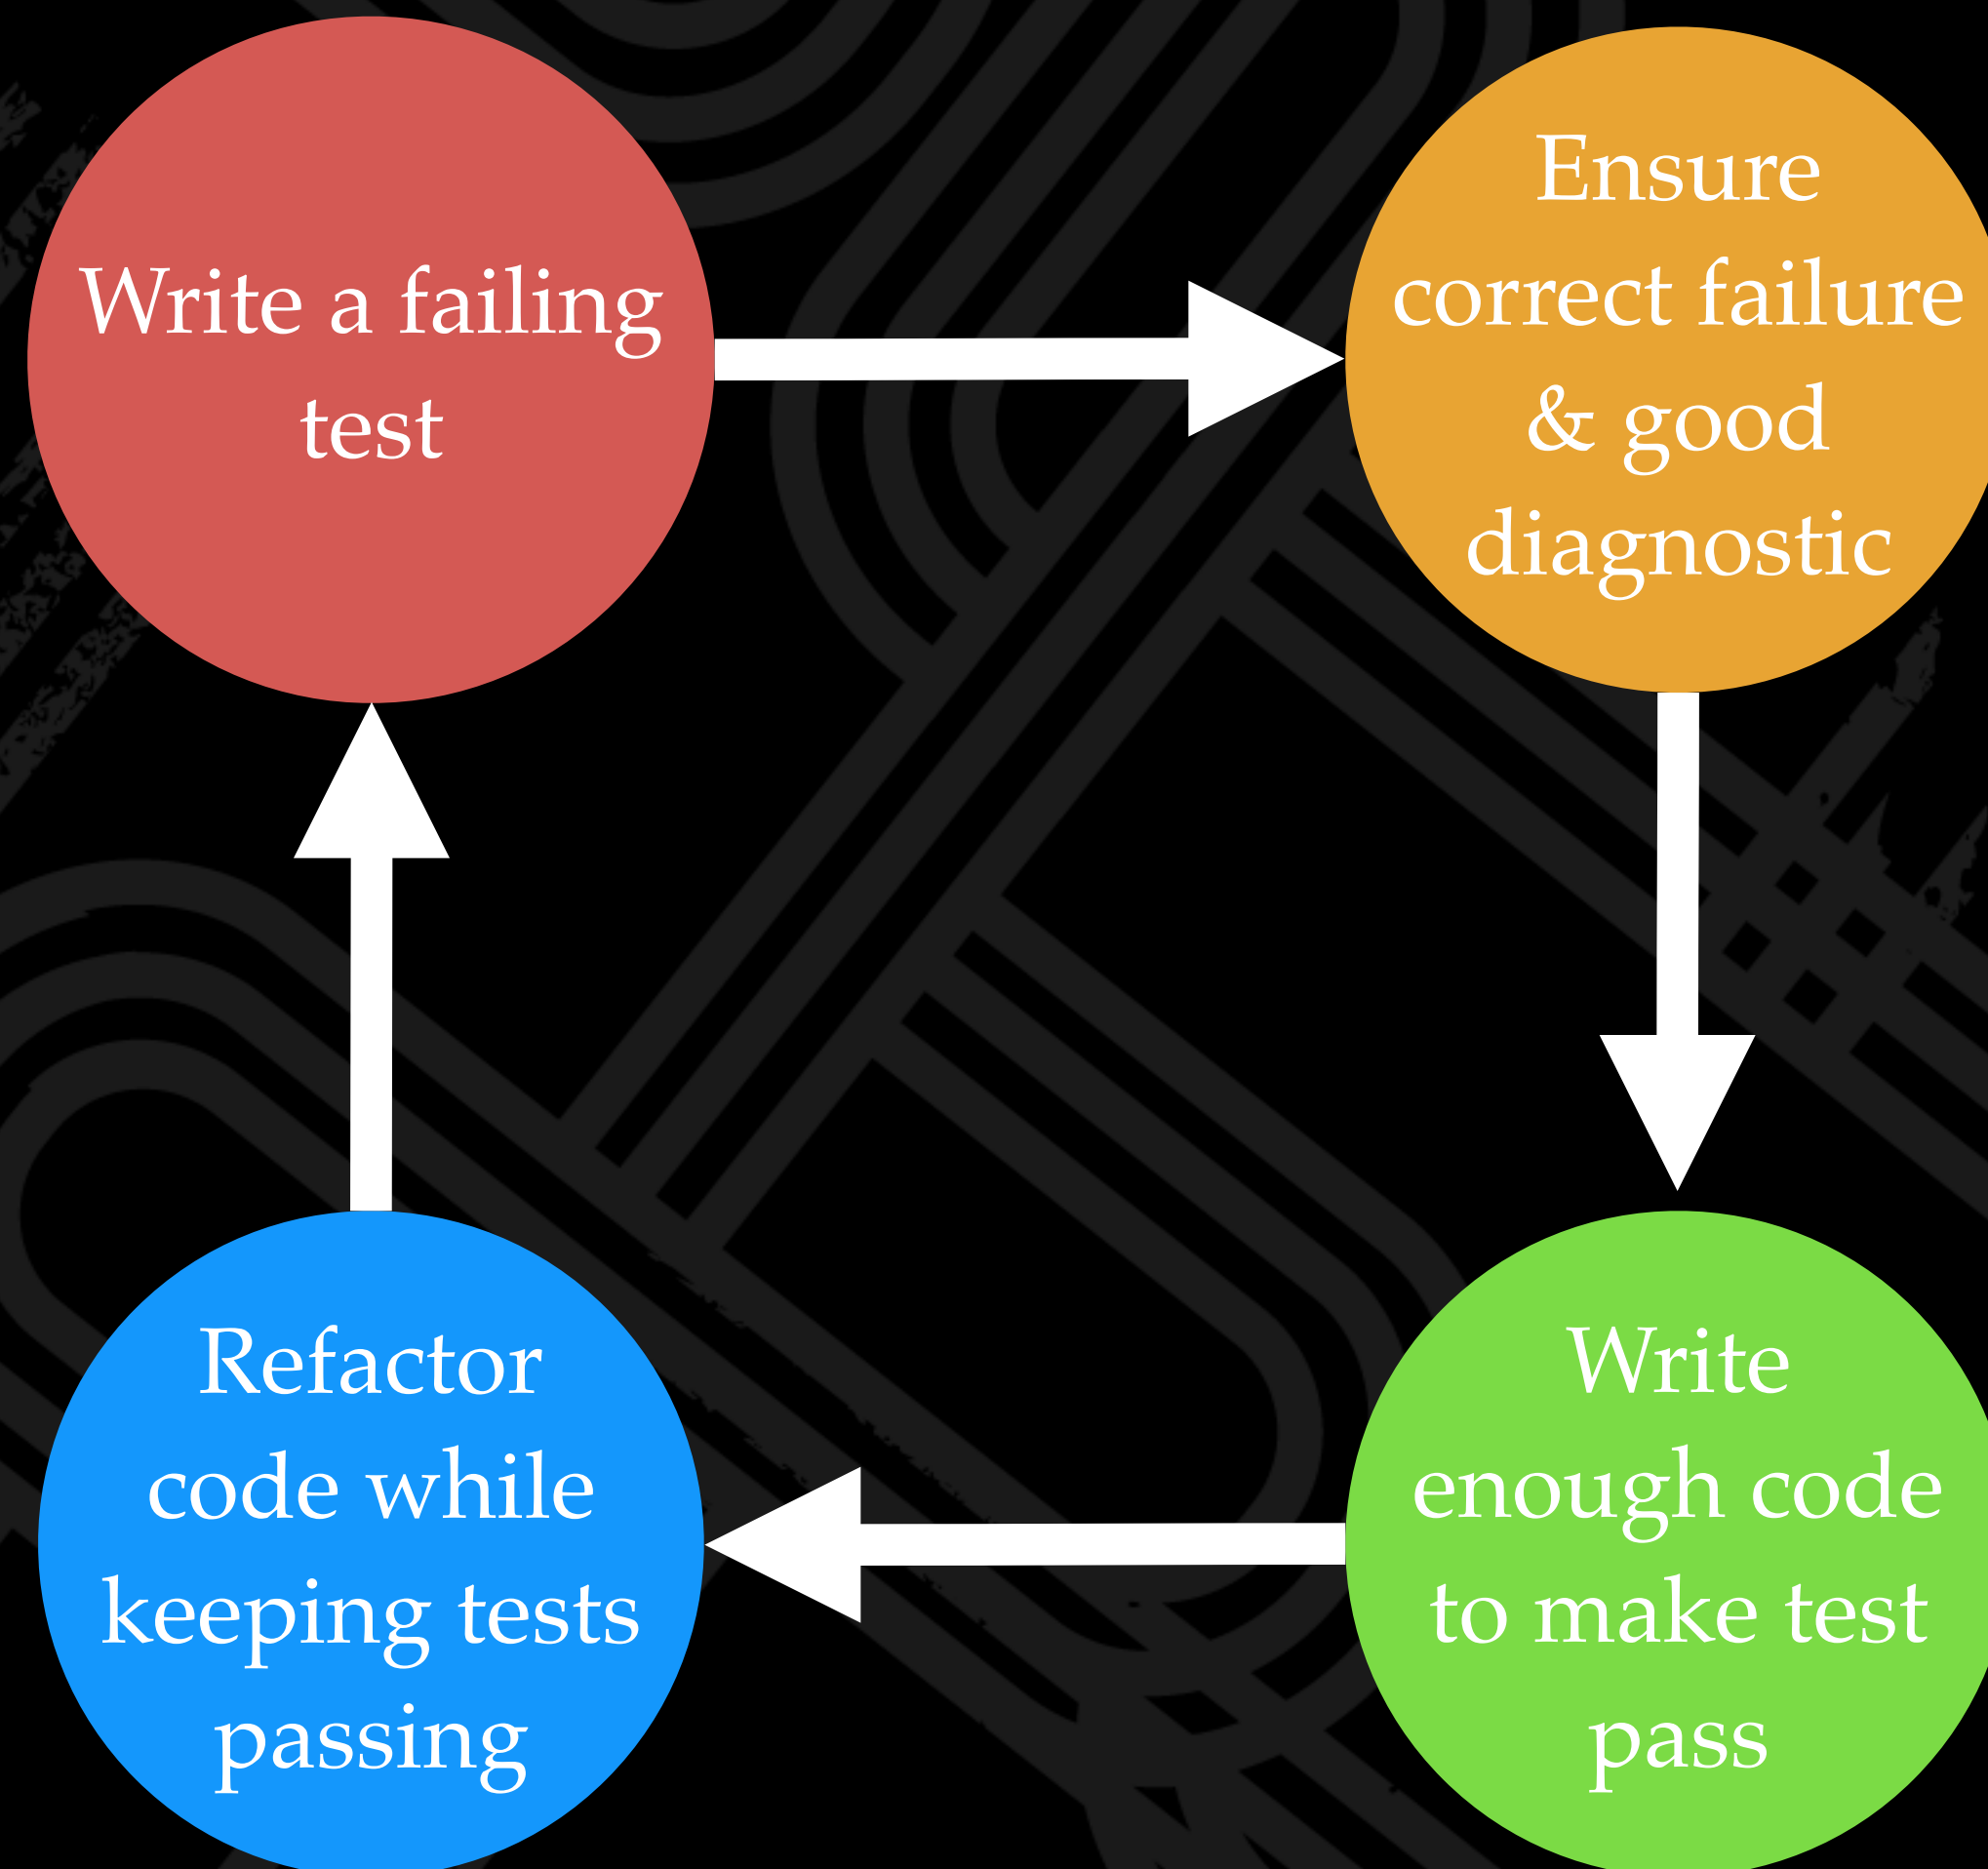 Write a failing
test
Ensure
correct failure
& good
diagnostic
Write
enough code
to make test
pass
Refactor
code while
keeping tests
passing